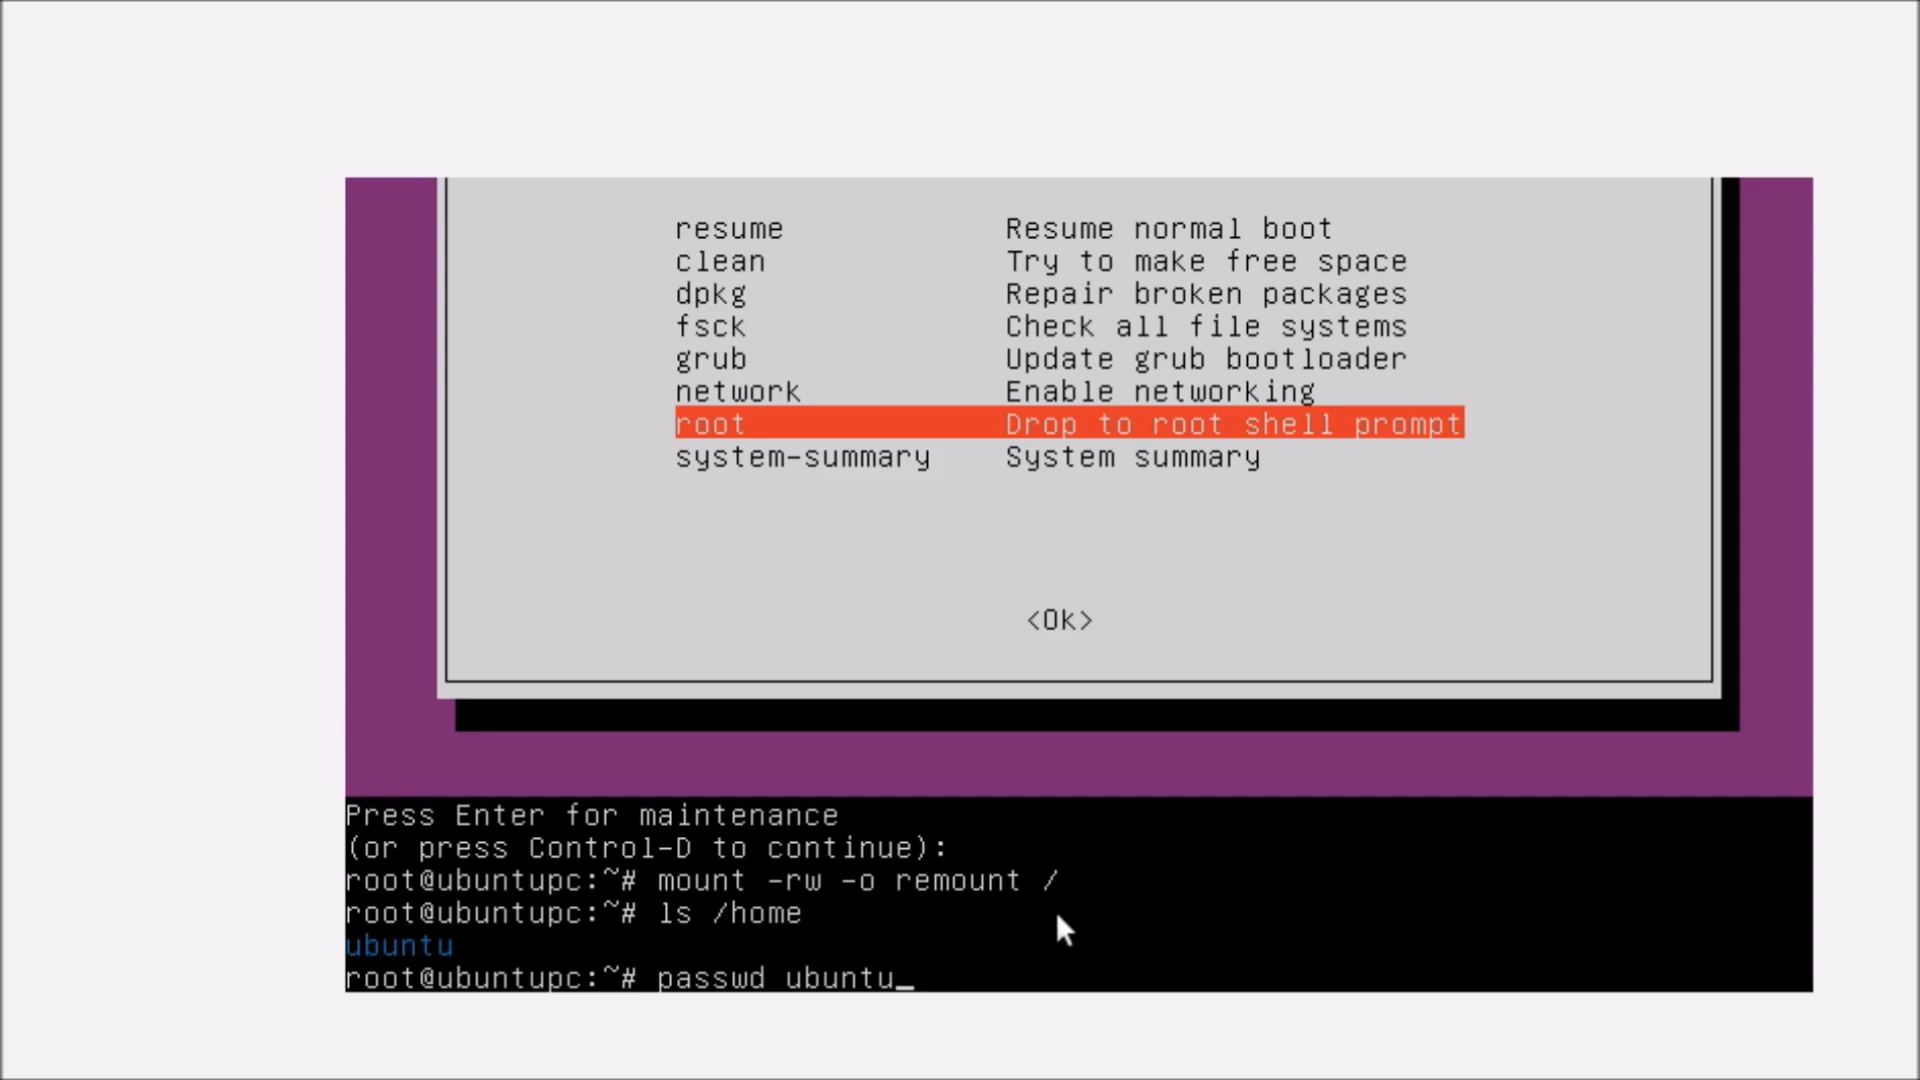 resume Resume normal boot
clean Try to make free space
dpkg Repair broken packages
fsck Check all file systems
grub Update grub bootloader
network Enable networking
root Drop to root shell prompt
system-summary System summary
<Ok>
Press Enter for maintenance
(or press Control-D to continue):
root@ubuntupc:~# mount -rw -o remount /
root@ubuntupc:~# ls /home
ubuntu
root@ubuntupc:~# passwd ubuntu_